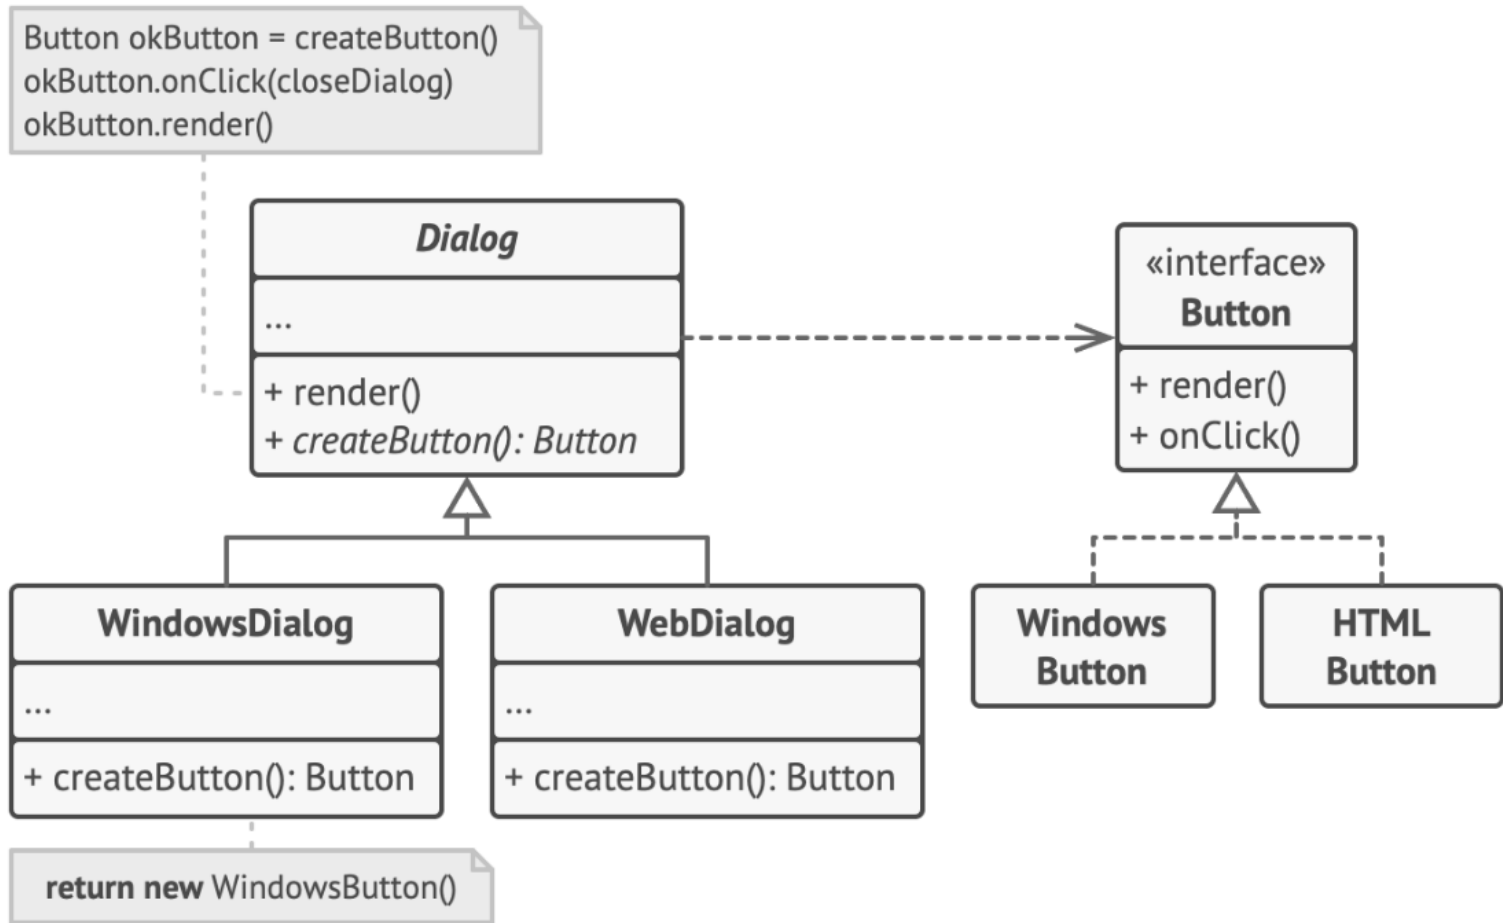 Button okButton = createButton()
okButton.onClick(closeDialog)
okButton.render()
Dialog
...
+ render()
+ createButton(): Button
«interface»
Button
+ render()
+ onClick()
WindowsDialog
...
+ createButton(): Button
WebDialog
...
+ createButton(): Button
Windows
Button
HTML
Button
return new WindowsButton()